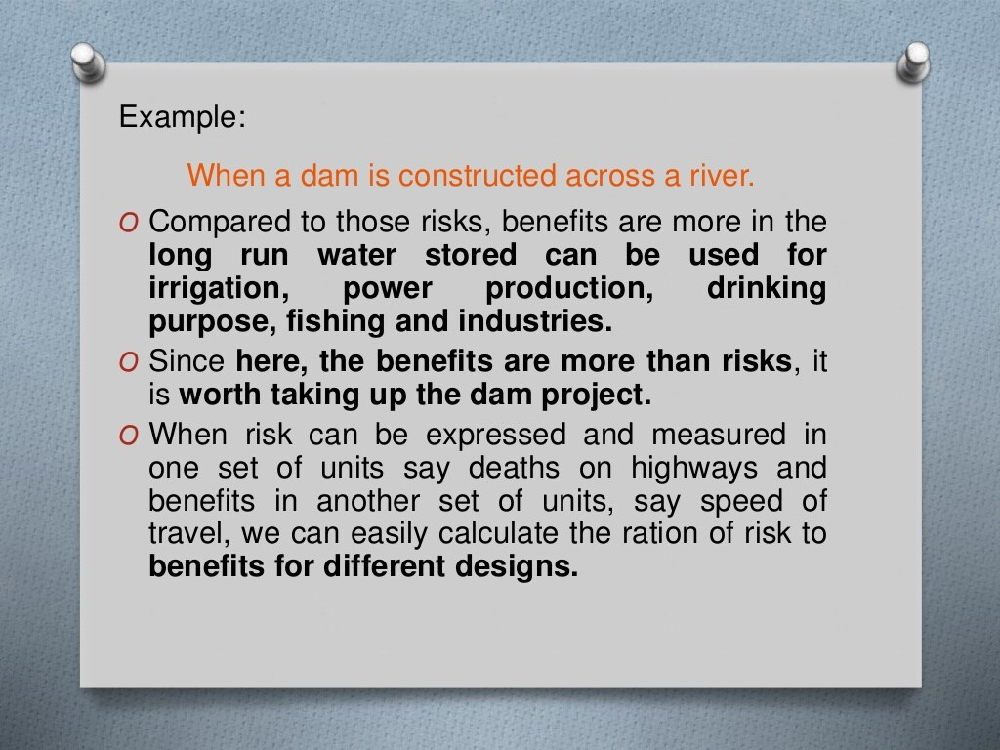 Example:
When a dam is constructed across a river.
O Compared to those risks, benefits are more in the
long run water stored can be used for
irrigation, power production, drinking
purpose, fishing and industries.
O Since here, the benefits are more than risks, it
is worth taking up the dam project.
O When risk can be expressed and measured in
one set of units say deaths on highways and
benefits in another set of units, say speed of
travel, we can easily calculate the ration of risk to
benefits for different designs.